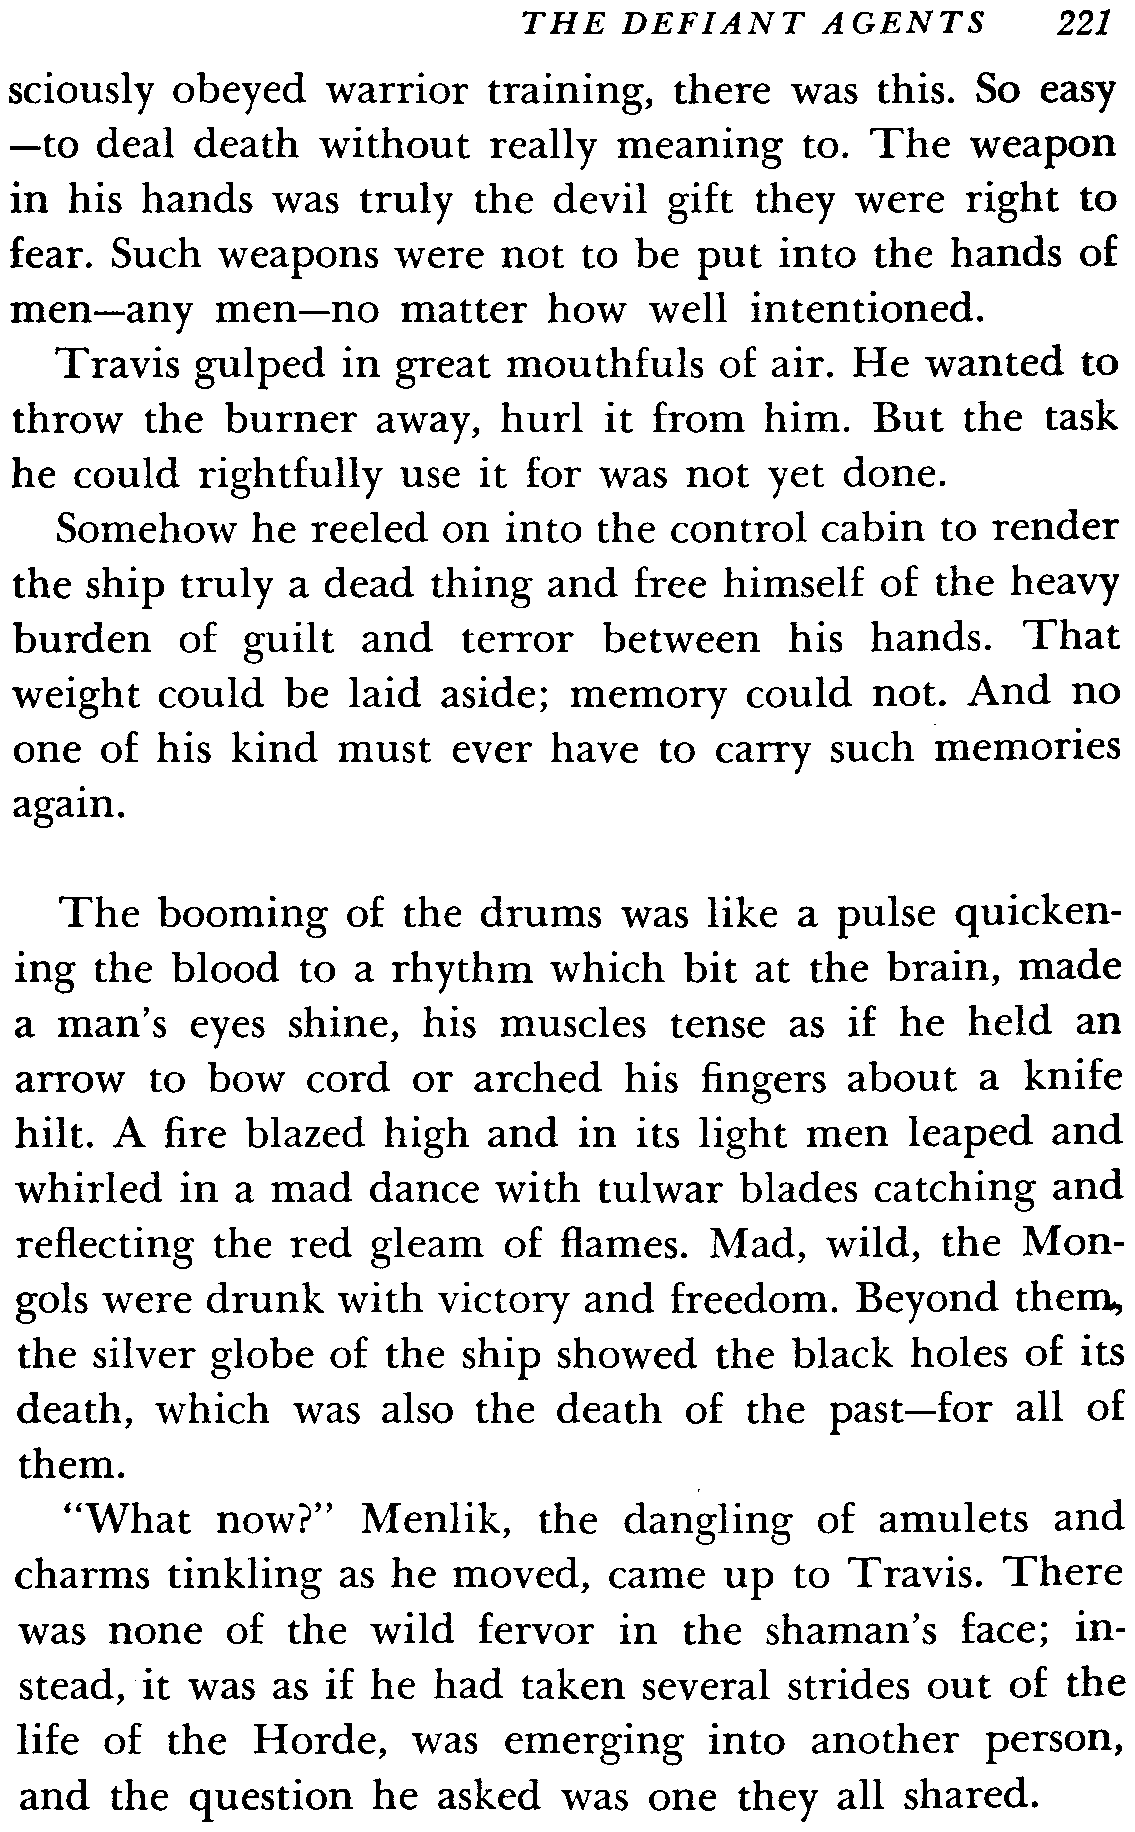 THE DEFIANT AGENTS 221
sciously obeyed warrior training, there was this. So easy
—to deal death without really meaning to. The weapon
in his hands was truly the devil gift they were right to
fear. Such weapons were not to be put into the hands of
men—any men—no matter how well intentioned.
Travis gulped in great mouthfuls of air. He wanted to
throw the burner away, hurl it from him. But the task
he could rightfully use it for was not yet done.
Somehow he reeled on into the control cabin to render
the ship truly a dead thing and free himself of the heavy
burden of guilt and terror between his hands. That
weight could be laid aside; memory could not. And no
one of his kind must ever have to carry such memories
again.
The booming of the drums was like a pulse quicken-
ing the blood to a rhythm which bit at the brain, made
a man's eyes shine, his muscles tense as if he held an
arrow to bow cord or arched his fingers about a knife
hilt. A fire blazed high and in its light men leaped and
whirled in a mad dance with tulwar blades catching and
reflecting the red gleam of flames. Mad, wild, the Mon-
gols were drunk with victory and freedom. Beyond them,
the silver globe of the ship showed the black holes of its
death, which was also the death of the past—for all of
them.
"What now?" Menlik, the dangling of amulets and
charms tinkling as he moved, came up to Travis. There
was none of the wild fervor in the shaman's face; in-
stead, it was as if he had taken several strides out of the
life of the Horde, was emerging into another person,
and the question he asked was one they all shared.